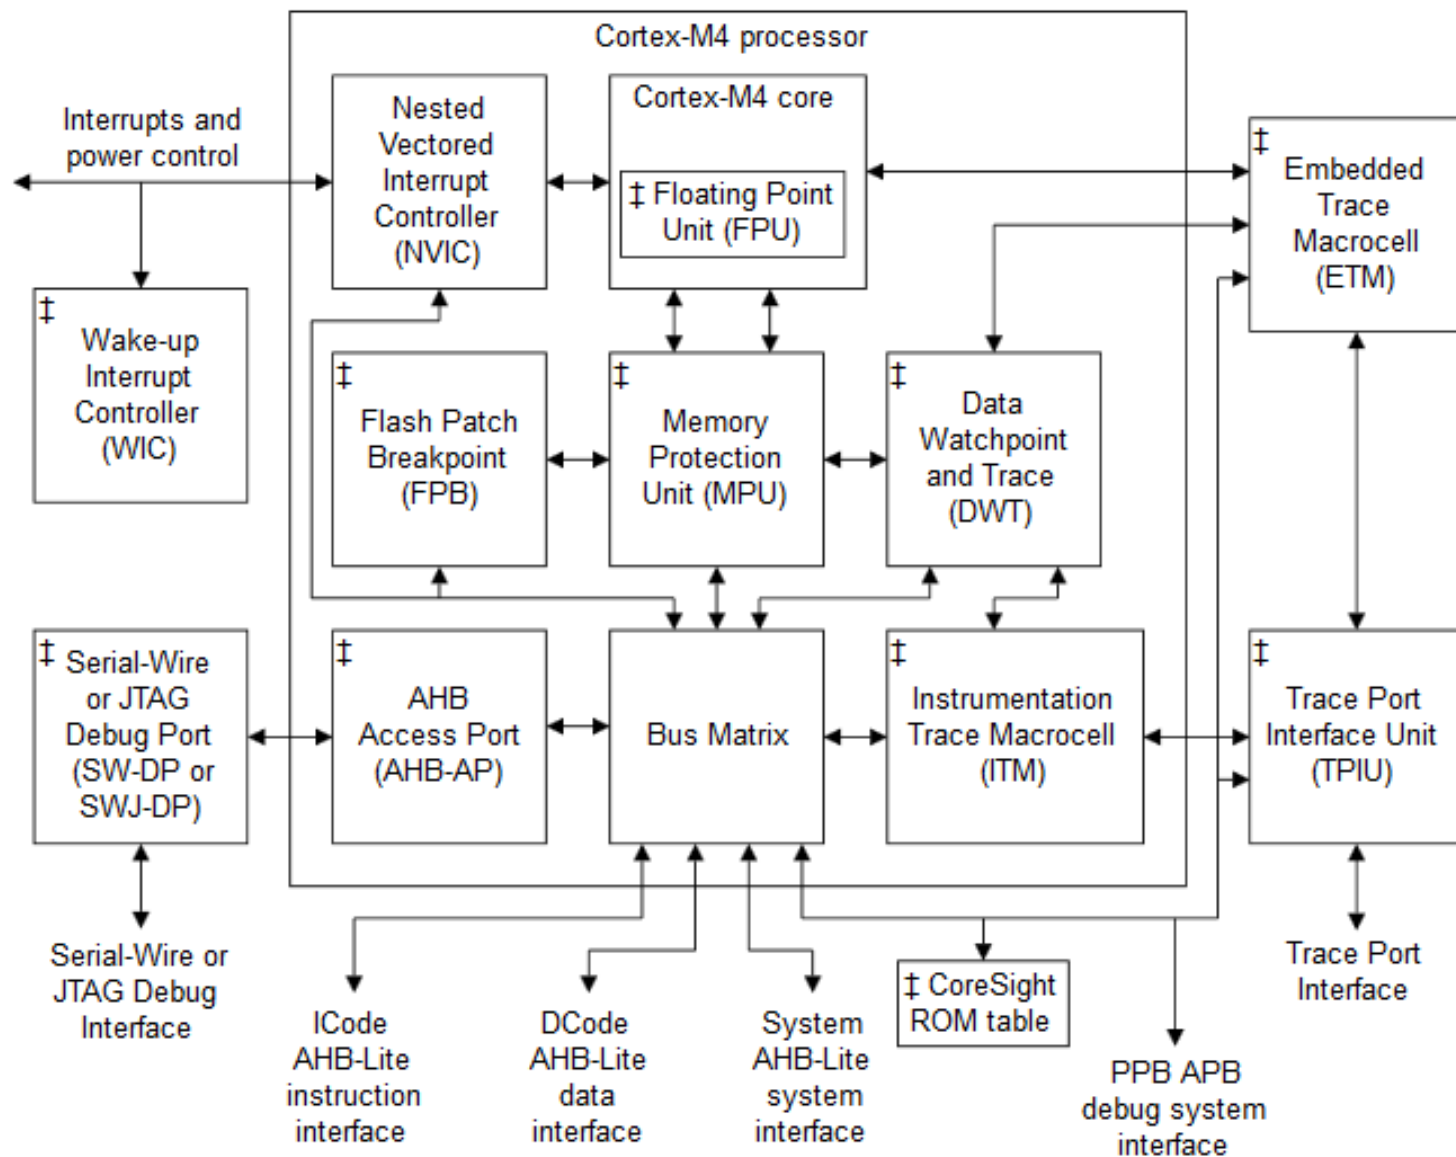 Cortex-M4 processor
Interrupts and
power control
Nested
Vectored
Interrupt
Controller
(NVIC)
Cortex-M4 core
‡ Floating Point
Unit (FPU)
‡
Embedded
Trace
Macrocell
(ETM)
‡
Wake-up
Interrupt
Controller
(WIC)
‡
Flash Patch
Breakpoint
(FPB)
‡
Memory
Protection
Unit (MPU)
‡
Data
Watchpoint
and Trace
(DWT)
‡
Serial-Wire
or JTAG
Debug Port
(SW-DP or
SWJ-DP)
‡
AHB
Access Port
(AHB-AP)
Bus Matrix
‡
Instrumentation
Trace Macrocell
(ITM)
‡
Trace Port
Interface Unit
(TPIU)
Serial-Wire or
JTAG Debug
Interface
ICode
AHB-Lite
instruction
interface
DCode
AHB-Lite
data
interface
System
AHB-Lite
system
interface
‡ CoreSight
ROM table
PPB APB
debug system
interface
Trace Port
Interface